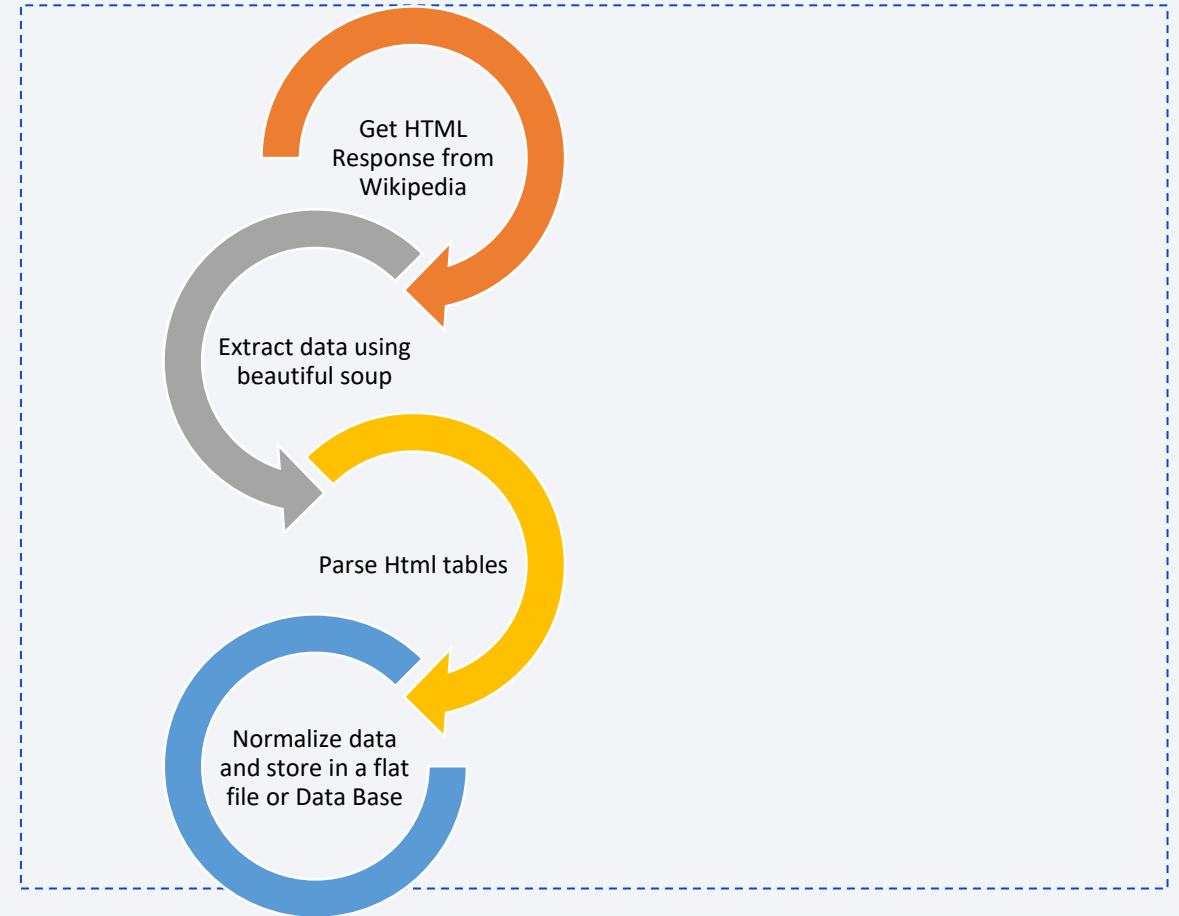 Get HTML
Response from
Wikipedia
Extract data using
beautiful soup
Parse Html tables
Normalize data
and store in a flat
file or Data Base